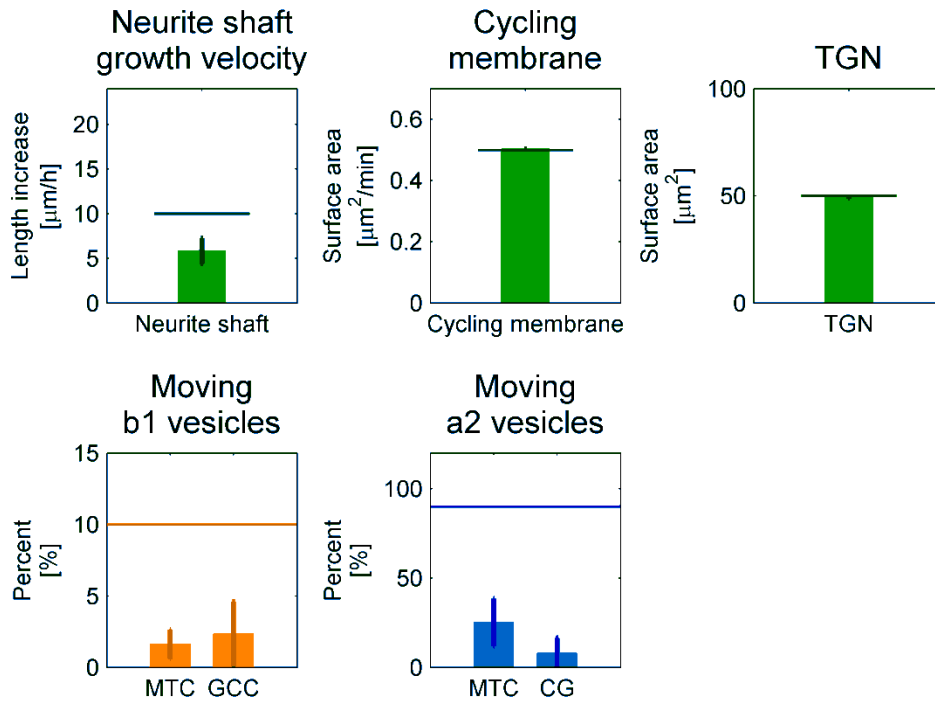 Neurite shaft
growth velocity
Length increase
[μm/h]
20
15
10
5
0
Neurite shaft
Cycling
membrane
Surface area
[μm²/min]
0.6
0.4
0.2
0
Cycling membrane
TGN
Surface area
[μm²]
100
50
0
TGN
Moving
b1 vesicles
Percent
[%]
15
10
5
0
MTC GCC
Moving
a2 vesicles
Percent
[%]
100
50
0
MTC CG